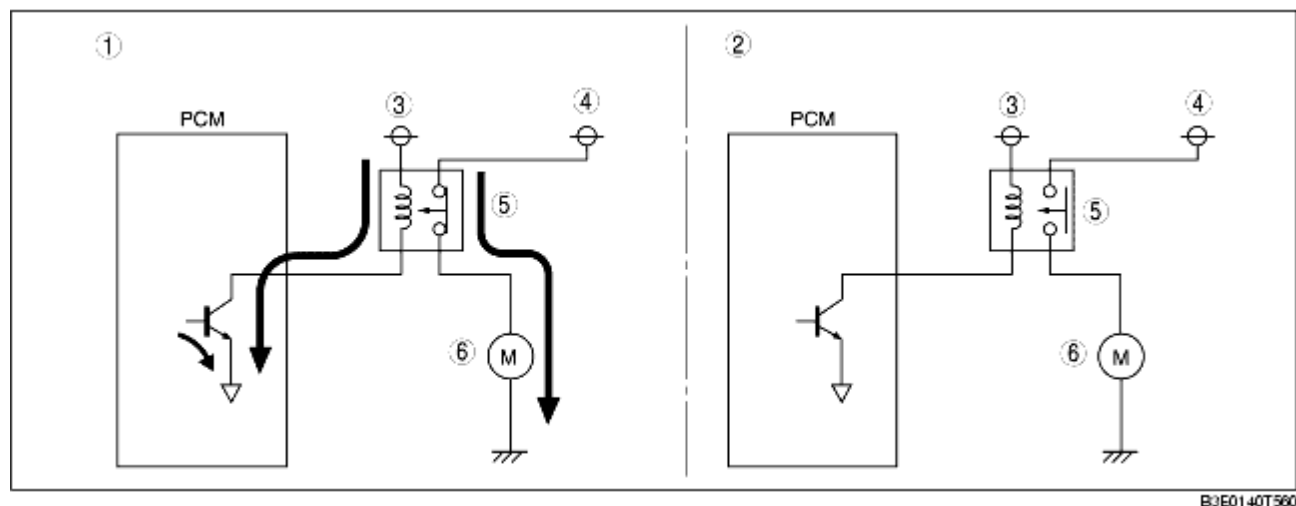 ① ②
③ ④ ③ ④
PCM PCM
⑤ ⑤
⑥ M ⑥ M
B3E0140T560